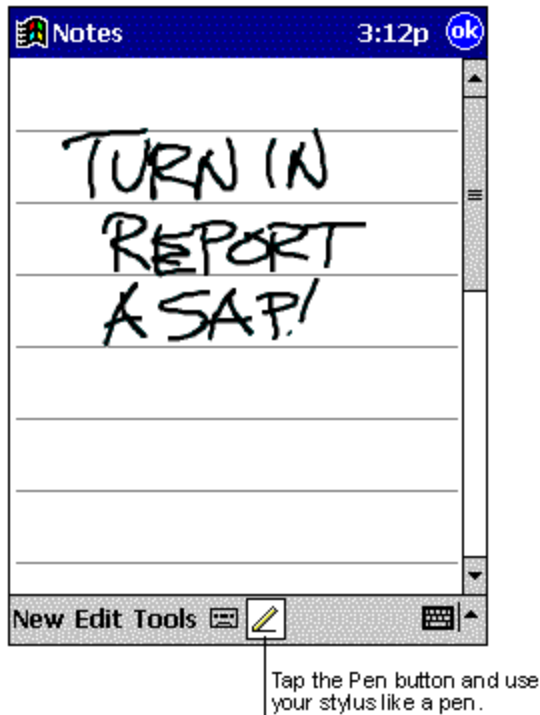 Notes 3:12p ok
TURN IN
REPORT
ASAP!
New Edit Tools
Tap the Pen button and use
your stylus like a pen.